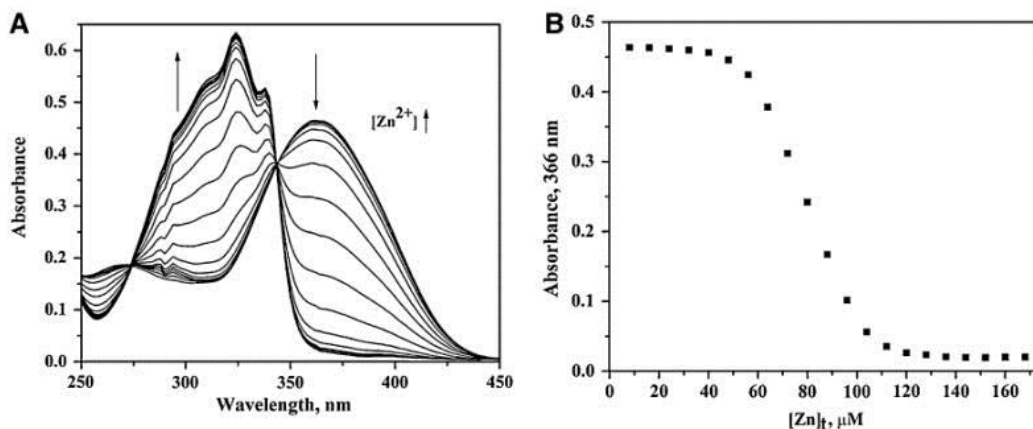 A
Absorbance
0.6
0.5
0.4
0.3
0.2
0.1
0.0
[Zn²⁺]
250 300 350 400 450
Wavelength, nm
B
Absorbance, 366 nm
0.5
0.4
0.3
0.2
0.1
0.0
0 20 40 60 80 100 120 140 160
[Zn]t, μM